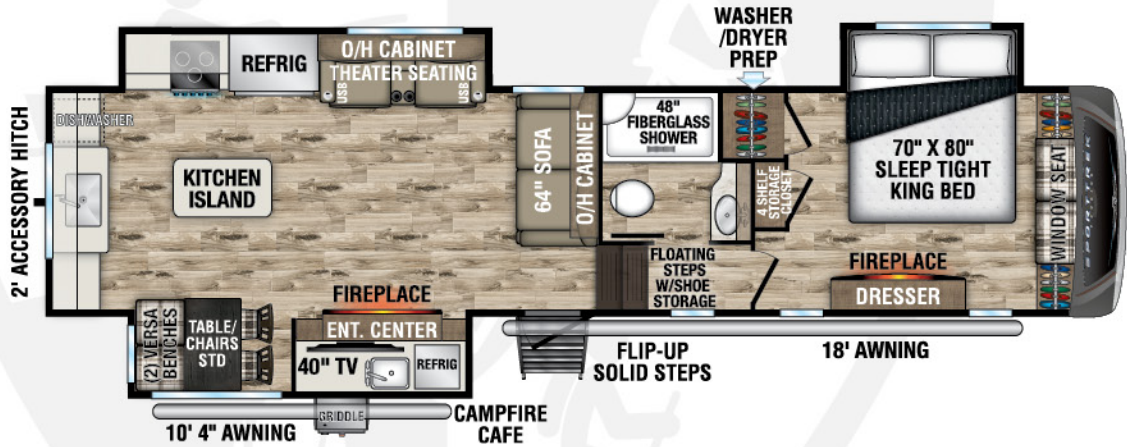 WASHER
/DRYER
PREP
O/H CABINET
REFRIG
THEATER SEATING
USB
USB
2' ACCESSORY HITCH
DISHWASHER
KITCHEN
ISLAND
64" SOFA
O/H CABINET
48"
FIBERGLASS
SHOWER
4 SHELF
STORAGE
CLOSET
70" X 80"
SLEEP TIGHT
KING BED
WINDOW SEAT
SPORTTREK
FLOATING
STEPS
W/SHOE
STORAGE
FIREPLACE
DRESSER
FIREPLACE
ENT. CENTER
(2) VERSA
BENCHES
TABLE/
CHAIRS
STD
40" TV
REFRIG
FLIP-UP
SOLID STEPS
18' AWNING
10' 4" AWNING
GRIDDLE
CAMPFIRE
CAFE